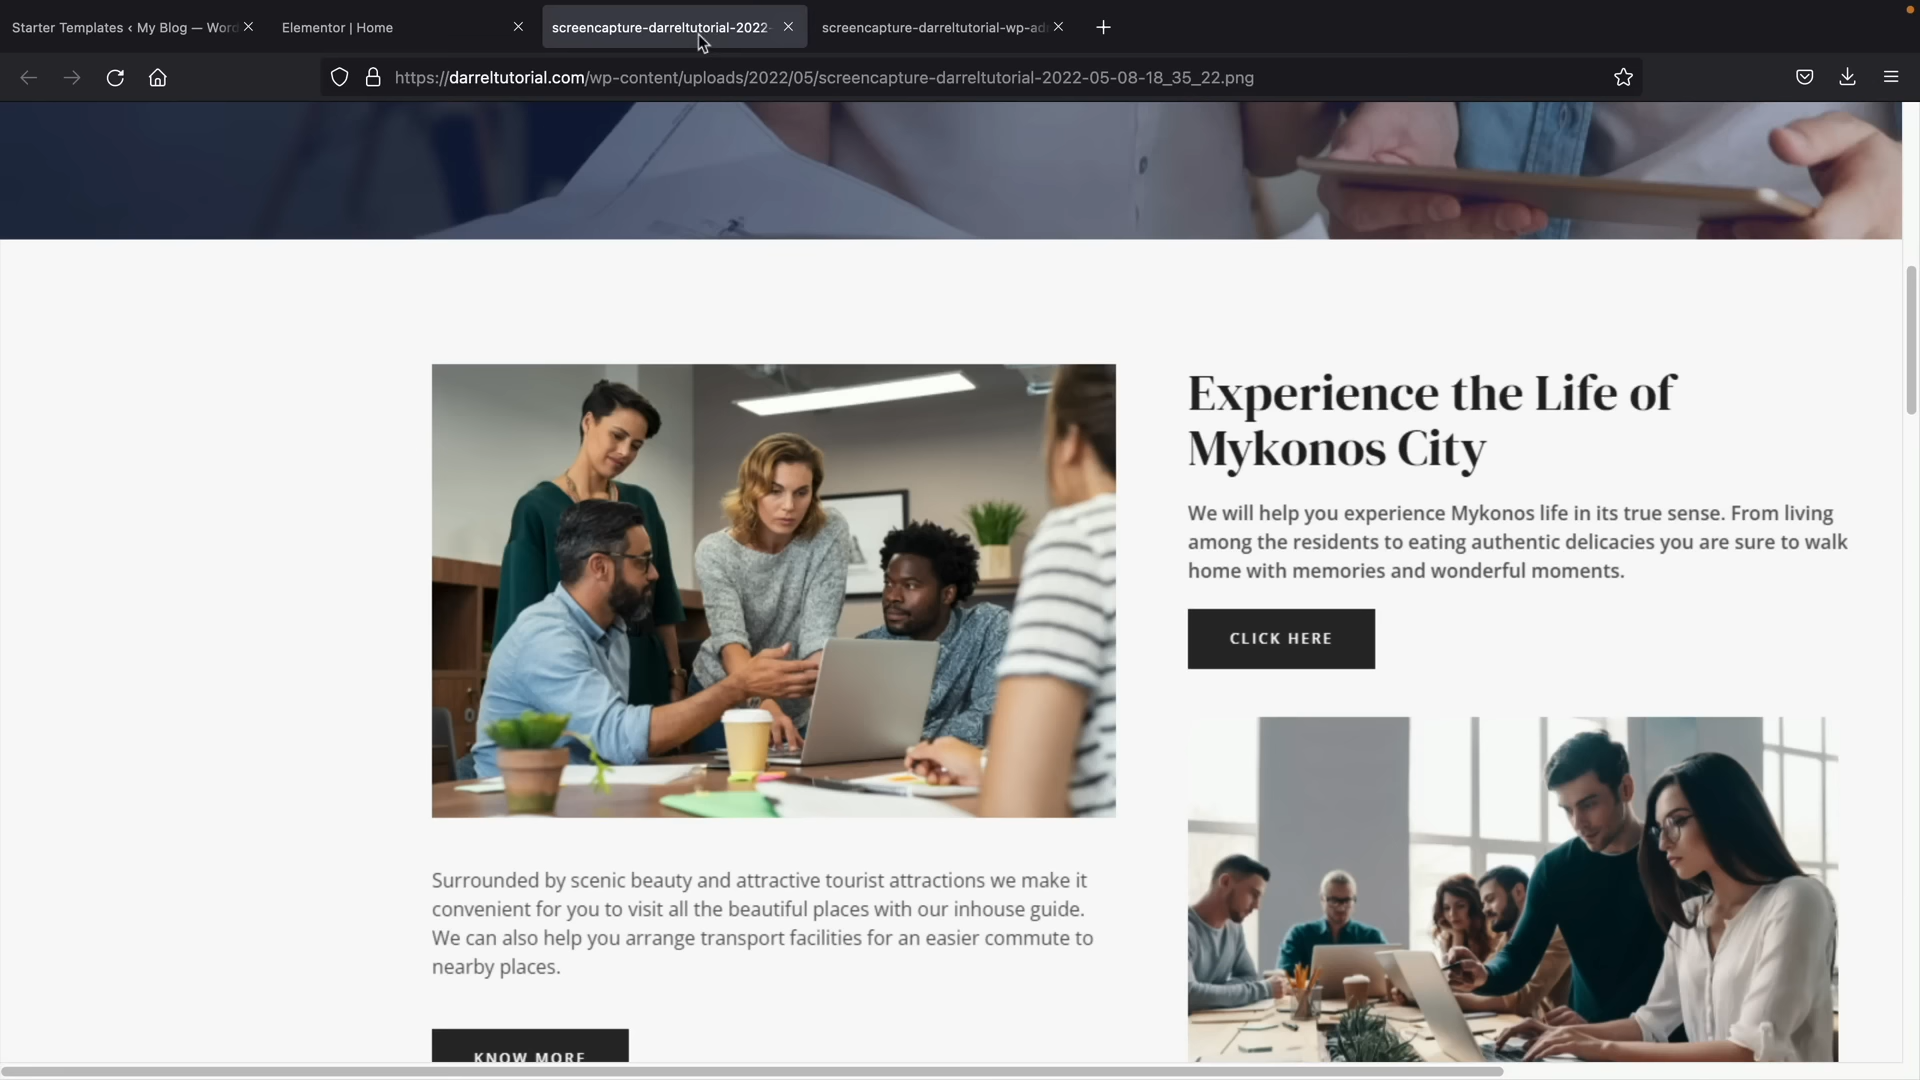 Starter Templates ‹ My Blog — Word
Elementor | Home
screencapture-darreltutorial-2022-
screencapture-darreltutorial-wp-ad
https://darreltutorial.com/wp-content/uploads/2022/05/screencapture-darreltutorial-2022-05-08-18_35_22.png
Experience the Life of
Mykonos City
We will help you experience Mykonos life in its true sense. From living
among the residents to eating authentic delicacies you are sure to walk
home with memories and wonderful moments.
CLICK HERE
Surrounded by scenic beauty and attractive tourist attractions we make it
convenient for you to visit all the beautiful places with our inhouse guide.
We can also help you arrange transport facilities for an easier commute to
nearby places.
KNOW MORE